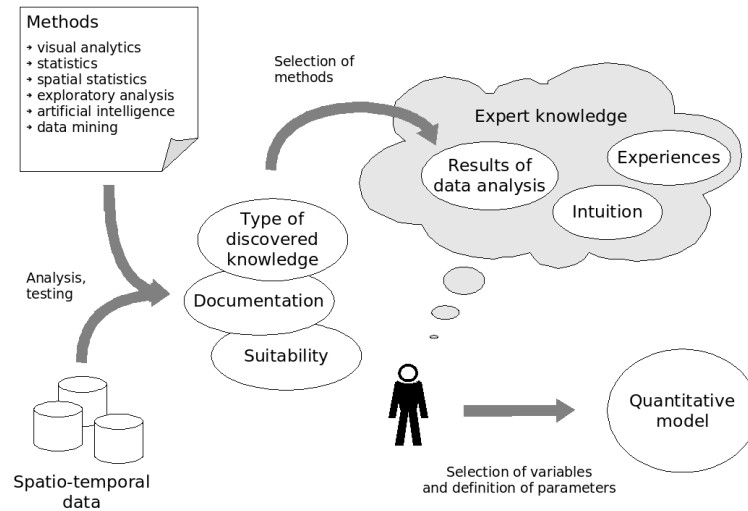 Methods
visual analytics
statistics
spatial statistics
exploratory analysis
artificial intelligence
data mining
Selection of
methods
Expert knowledge
Results of
data analysis
Experiences
Intuition
Type of
discovered
knowledge
Documentation
Suitability
Analysis,
testing
Spatio-temporal
data
Quantitative
model
Selection of variables
and definition of parameters